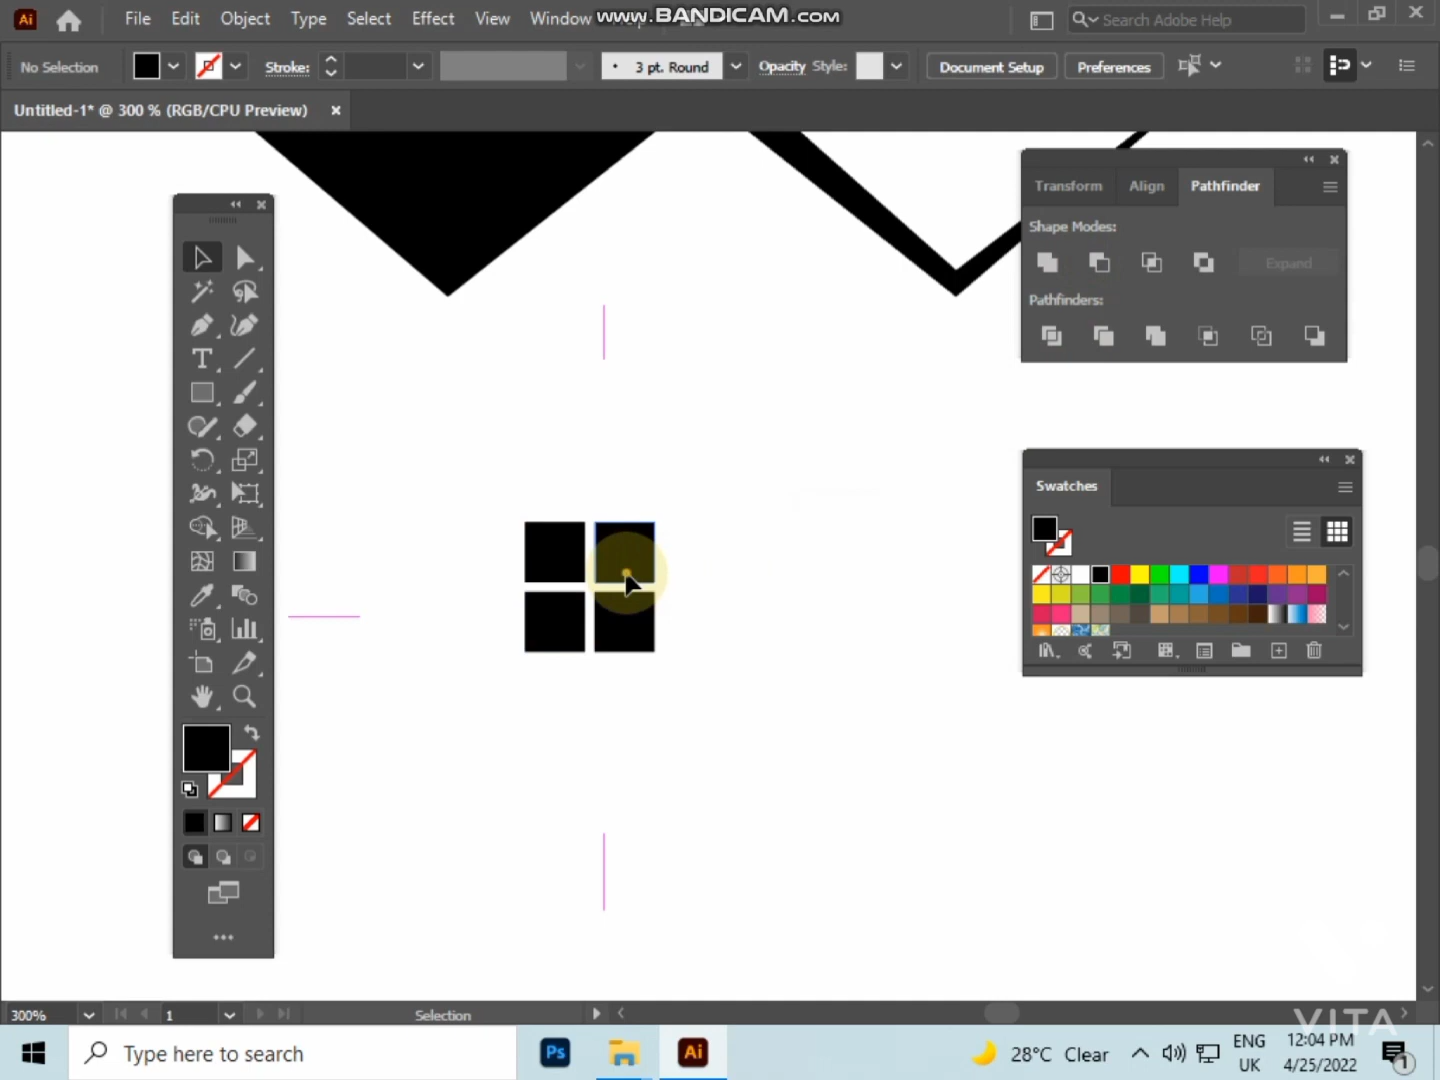 Ai File Edit Object Type Select Effect View Window www.BANDICAM.com Search Adobe Help
No Selection Stroke: 3 pt. Round Opacity Style: Document Setup Preferences
Untitled-1* @ 300 % (RGB/CPU Preview)
Transform Align Pathfinder
Shape Modes:
Expand
Pathfinders:
Swatches
300% 1 Selection
VITA
Type here to search Ps Ai 28°C Clear ENG UK 12:04 PM 4/25/2022 1